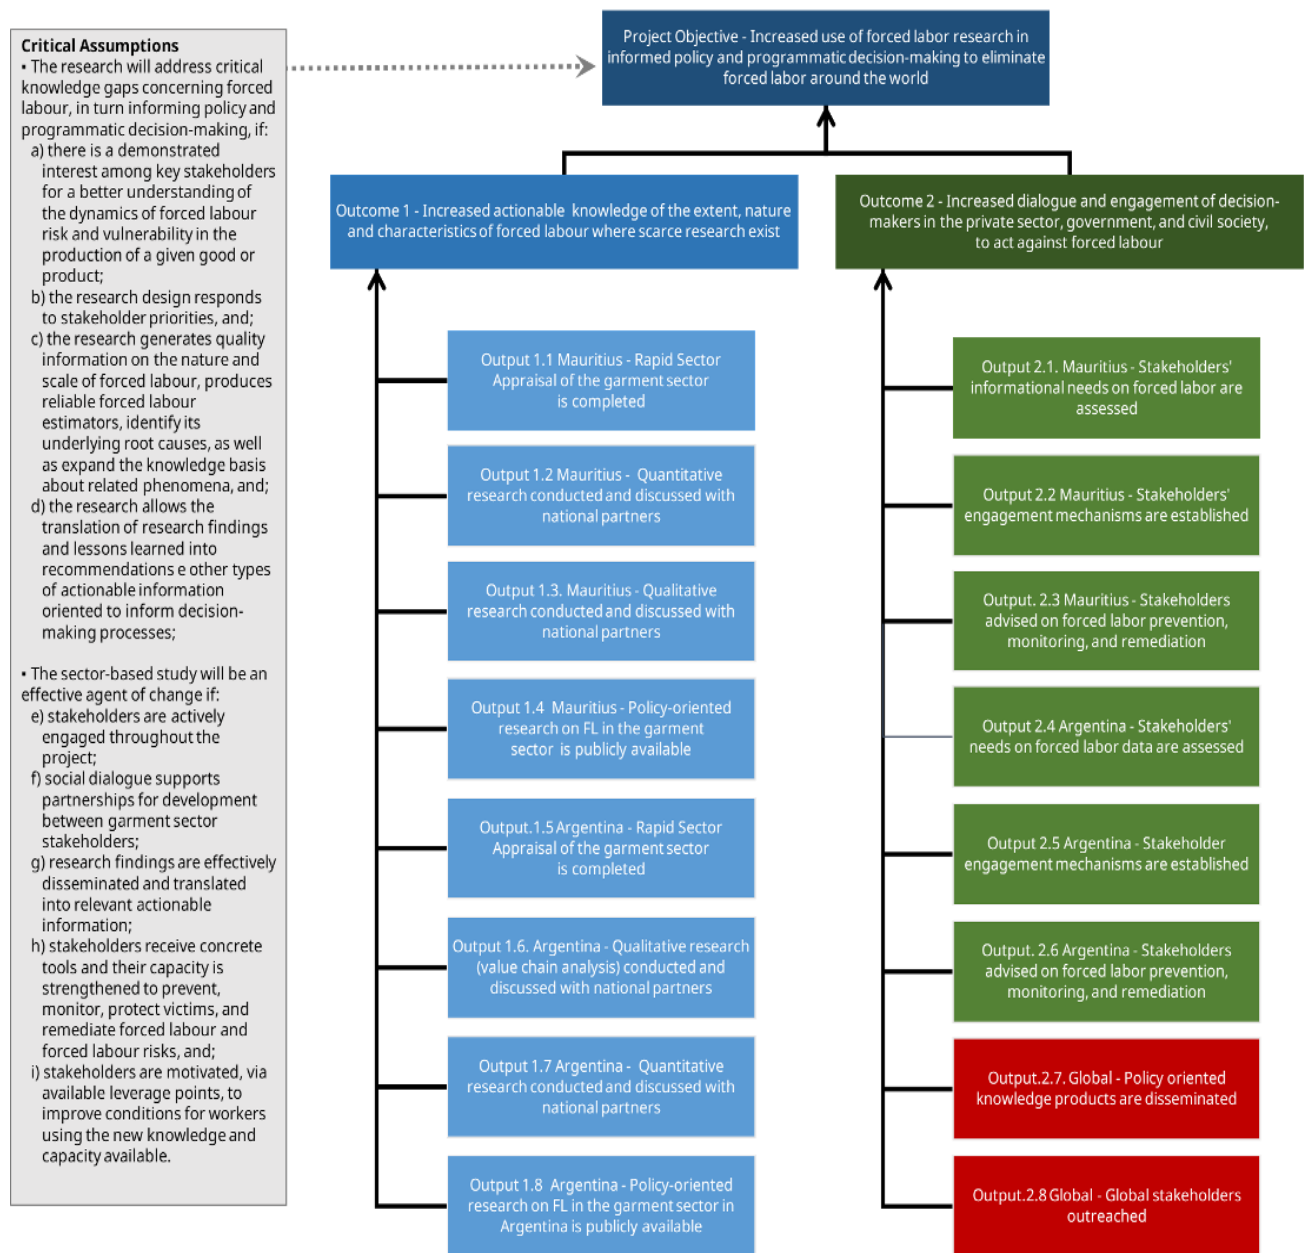 Critical Assumptions
▪ The research will address critical
knowledge gaps concerning forced
labour, in turn informing policy and
programmatic decision-making, if:
a) there is a demonstrated
interest among key stakeholders
for a better understanding of
the dynamics of forced labour
risk and vulnerability in the
production of a given good or
product;
b) the research design responds
to stakeholder priorities, and;
c) the research generates quality
information on the nature and
scale of forced labour, produces
reliable forced labour
estimators, identify its
underlying root causes, as well
as expand the knowledge basis
about related phenomena, and;
d) the research allows the
translation of research findings
and lessons learned into
recommendations e other types
of actionable information
oriented to inform decision-
making processes;
▪ The sector-based study will be an
effective agent of change if:
e) stakeholders are actively
engaged throughout the
project;
f) social dialogue supports
partnerships for development
between garment sector
stakeholders;
g) research findings are effectively
disseminated and translated
into relevant actionable
information;
h) stakeholders receive concrete
tools and their capacity is
strengthened to prevent,
monitor, protect victims, and
remediate forced labour and
forced labour risks, and;
i) stakeholders are motivated, via
available leverage points, to
improve conditions for workers
using the new knowledge and
capacity available.
Project Objective - Increased use of forced labor research in
informed policy and programmatic decision-making to eliminate
forced labor around the world
Outcome 1 - Increased actionable knowledge of the extent, nature
and characteristics of forced labour where scarce research exist
Output 1.1 Mauritius - Rapid Sector
Appraisal of the garment sector
is completed
Output 1.2 Mauritius - Quantitative
research conducted and discussed with
national partners
Output 1.3. Mauritius - Qualitative
research conducted and discussed with
national partners
Output 1.4 Mauritius - Policy-oriented
research on FL in the garment
sector is publicly available
Output.1.5 Argentina - Rapid Sector
Appraisal of the garment sector
is completed
Output 1.6. Argentina - Qualitative research
(value chain analysis) conducted and
discussed with national partners
Output 1.7 Argentina - Quantitative
research conducted and discussed with
national partners
Output 1.8 Argentina - Policy-oriented
research on FL in the garment sector in
Argentina is publicly available
Outcome 2 - Increased dialogue and engagement of decision-
makers in the private sector, government, and civil society,
to act against forced labour
Output 2.1. Mauritius - Stakeholders'
informational needs on forced labor are
assessed
Output 2.2 Mauritius - Stakeholders'
engagement mechanisms are established
Output. 2.3 Mauritius - Stakeholders
advised on forced labor prevention,
monitoring, and remediation
Output 2.4 Argentina - Stakeholders'
needs on forced labor data are assessed
Output 2.5 Argentina - Stakeholder
engagement mechanisms are established
Output. 2.6 Argentina - Stakeholders
advised on forced labor prevention,
monitoring, and remediation
Output.2.7. Global - Policy oriented
knowledge products are disseminated
Output.2.8 Global - Global stakeholders
outreached